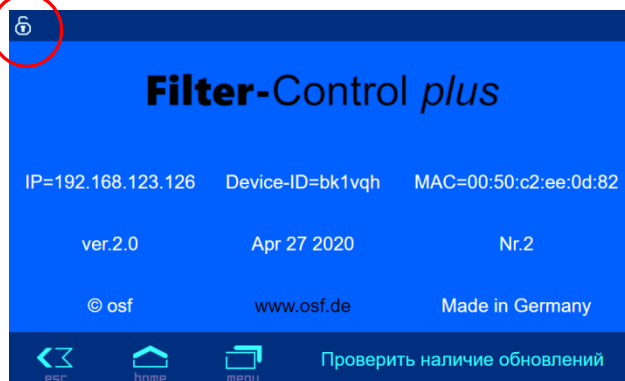 Filter-Control plus
IP=192.168.123.126 Device-ID=bk1vqh MAC=00:50:c2:ee:0d:82
ver.2.0 Apr 27 2020 Nr.2
© osf www.osf.de Made in Germany
Проверить наличие обновлений
esc home menu